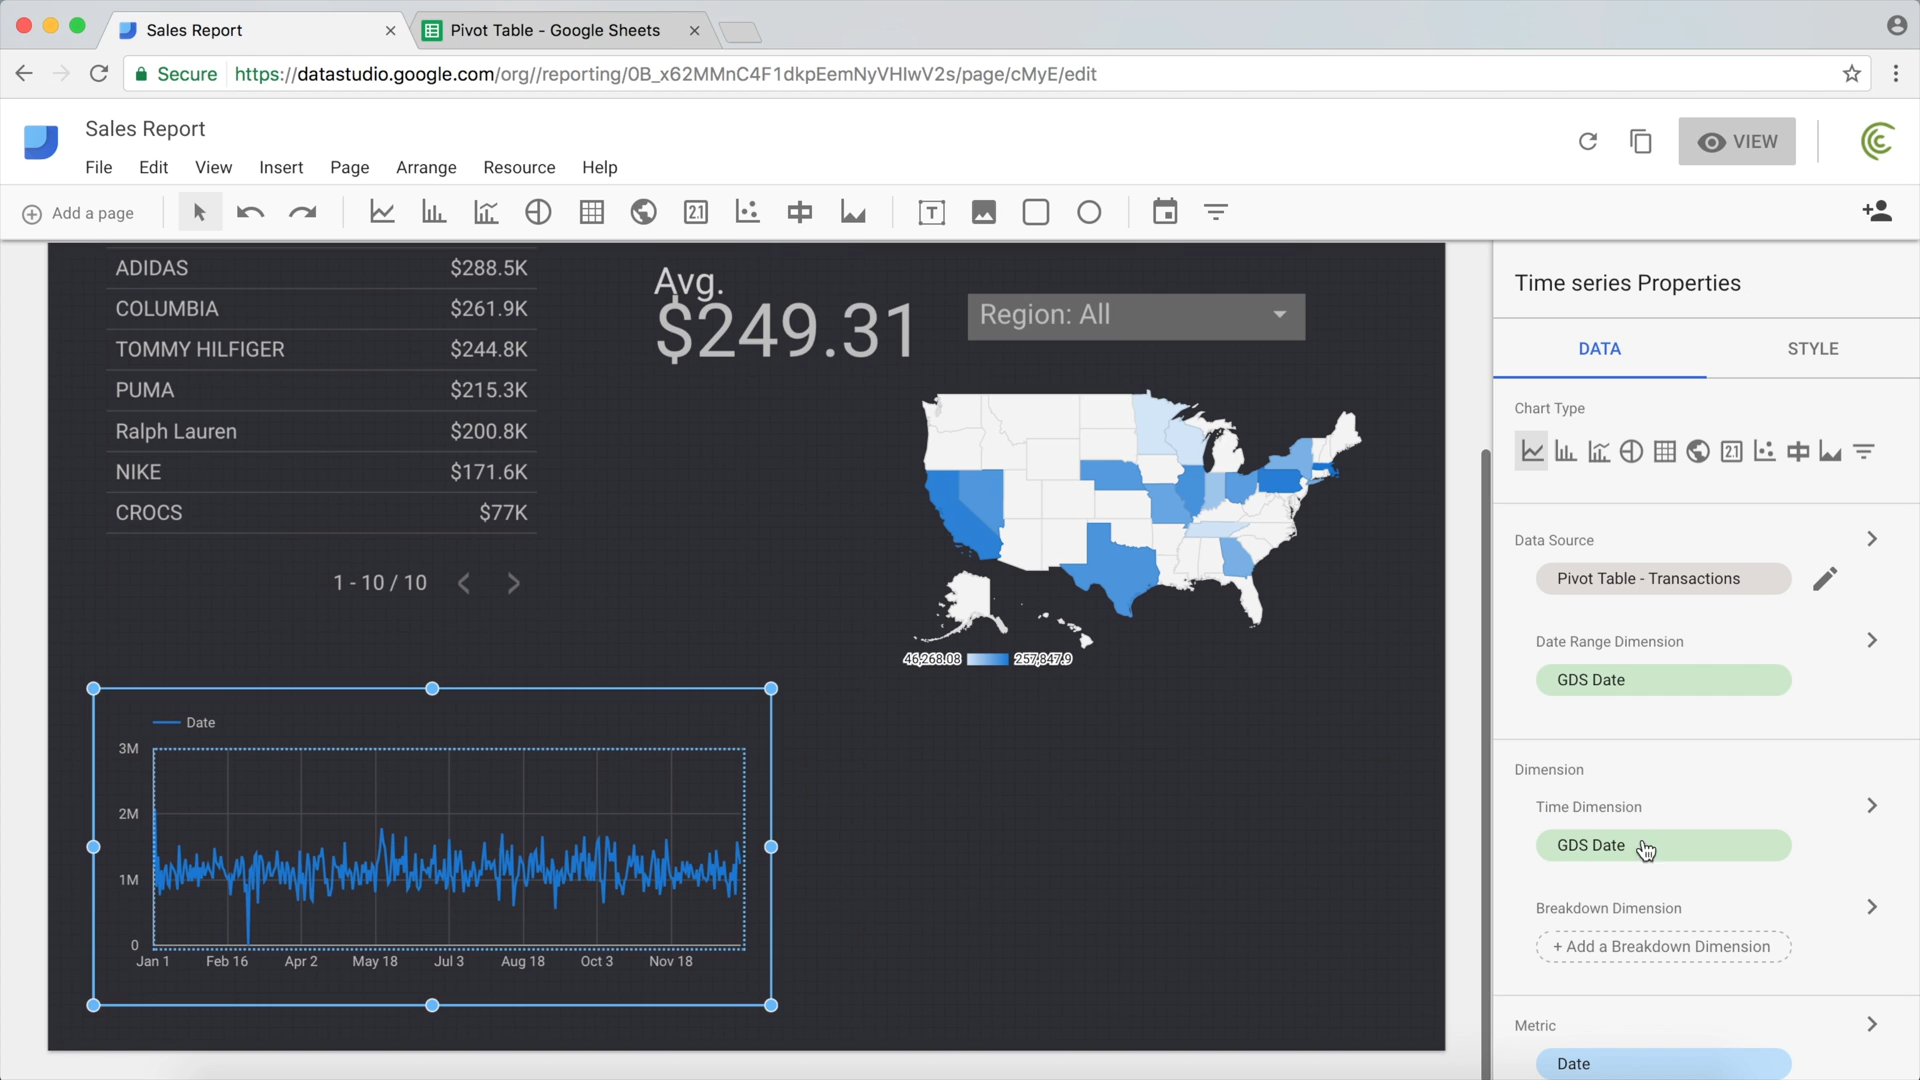 Sales Report
Pivot Table - Google Sheets
Secure
https://datastudio.google.com/org//reporting/0B_x62MMnC4F1dkpEemNyVHIwV2s/page/cMyE/edit
Sales Report
File Edit View Insert Page Arrange Resource Help
VIEW
Add a page
2.1
T
ADIDAS $288.5K
COLUMBIA $261.9K
TOMMY HILFIGER $244.8K
PUMA $215.3K
Ralph Lauren $200.8K
NIKE $171.6K
CROCS $77K
1 - 10 / 10
Avg.
$249.31
Region: All
46,268.08 257,847.9
Date
3M
2M
1M
0
Jan 1 Feb 16 Apr 2 May 18 Jul 3 Aug 18 Oct 3 Nov 18
Time series Properties
DATA STYLE
Chart Type
2.1
Data Source
Pivot Table - Transactions
Date Range Dimension
GDS Date
Dimension
Time Dimension
GDS Date
Breakdown Dimension
+ Add a Breakdown Dimension
Metric
Date